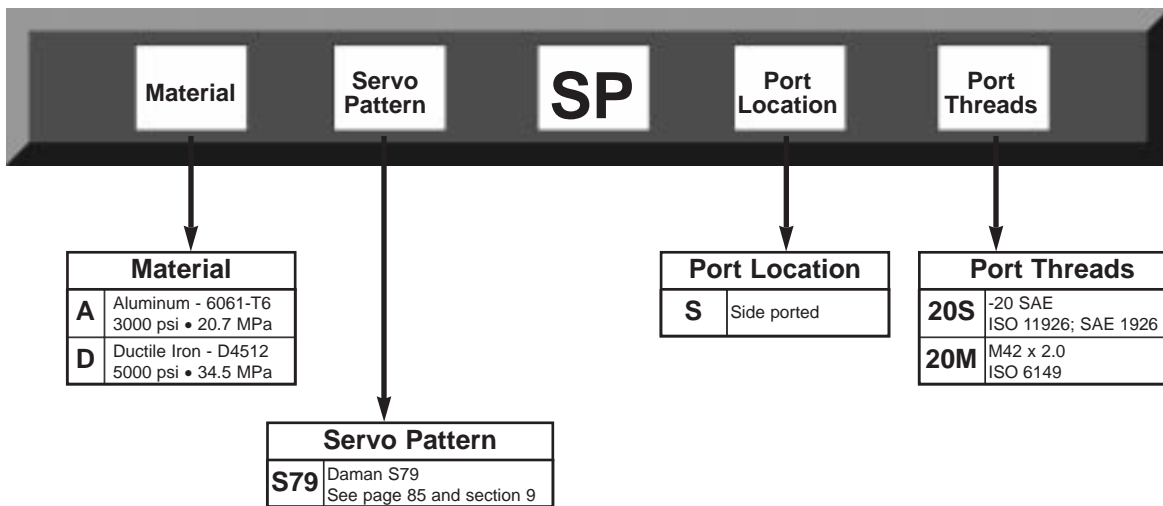 Material
Servo
Pattern
SP
Port
Location
Port
Threads
Material
A
Aluminum - 6061-T6
3000 psi • 20.7 MPa
D
Ductile Iron - D4512
5000 psi • 34.5 MPa
Servo Pattern
S79
Daman S79
See page 85 and section 9
Port Location
S
Side ported
Port Threads
20S
-20 SAE
ISO 11926; SAE 1926
20M
M42 x 2.0
ISO 6149